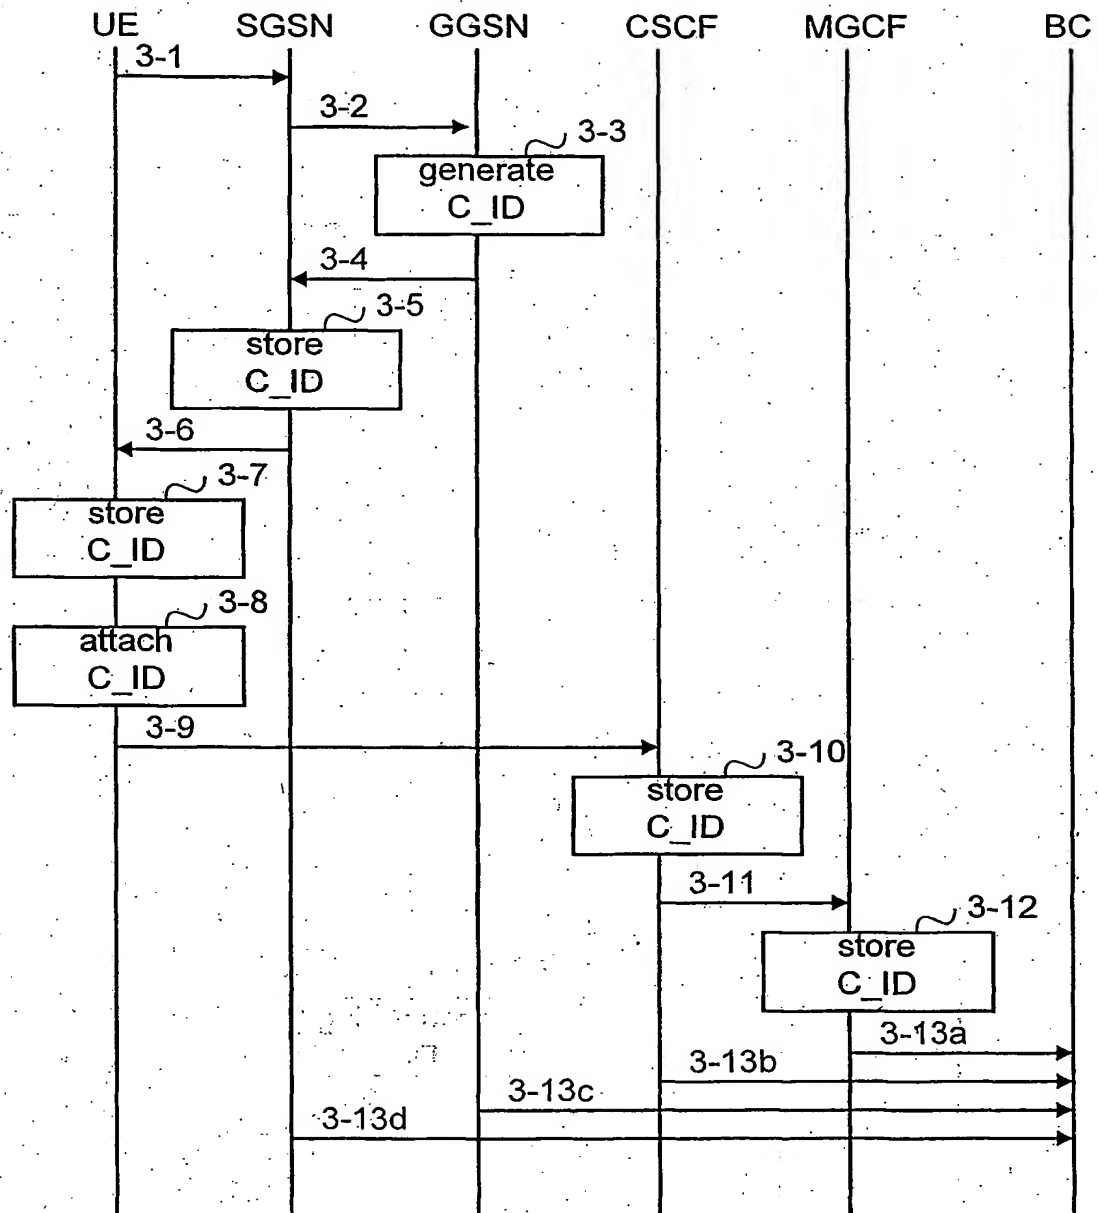 UE SGSN GGSN CSCF MGCF BC
3-1
3-2
3-3
generate
C_ID
3-4
3-5
store
C_ID
3-6
3-7
store
C_ID
3-8
attach
C_ID
3-9
3-10
store
C_ID
3-11
3-12
store
C_ID
3-13a
3-13b
3-13c
3-13d